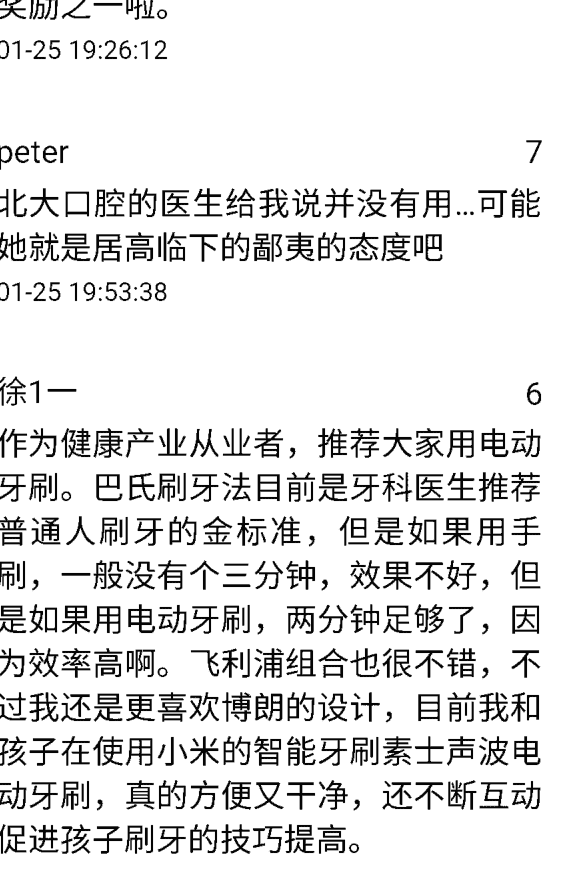 奖励之一啦。
01-25 19:26:12
peter 7
北大口腔的医生给我说并没有用…可能
她就是居高临下的鄙夷的态度吧
01-25 19:53:38
徐1一 6
作为健康产业从业者，推荐大家用电动
牙刷。巴氏刷牙法目前是牙科医生推荐
普通人刷牙的金标准，但是如果用手
刷，一般没有个三分钟，效果不好，但
是如果用电动牙刷，两分钟足够了，因
为效率高啊。飞利浦组合也很不错，不
过我还是更喜欢博朗的设计，目前我和
孩子在使用小米的智能牙刷素士声波电
动牙刷，真的方便又干净，还不断互动
促进孩子刷牙的技巧提高。